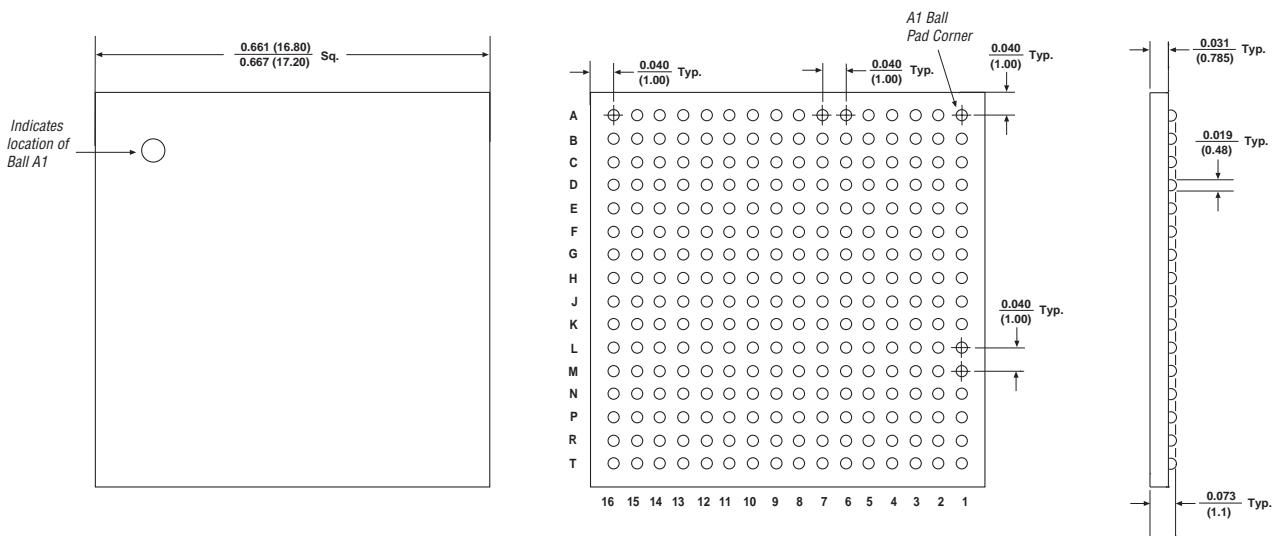 0.661 (16.80)
0.667 (17.20) Sq.
Indicates
location of
Ball A1
A1 Ball
Pad Corner
0.040
(1.00) Typ.
0.040
(1.00) Typ.
0.040
(1.00) Typ.
0.031
(0.785) Typ.
0.019
(0.48) Typ.
0.040
(1.00) Typ.
0.073
(1.1) Typ.
A
B
C
D
E
F
G
H
J
K
L
M
N
P
R
T
16 15 14 13 12 11 10 9 8 7 6 5 4 3 2 1